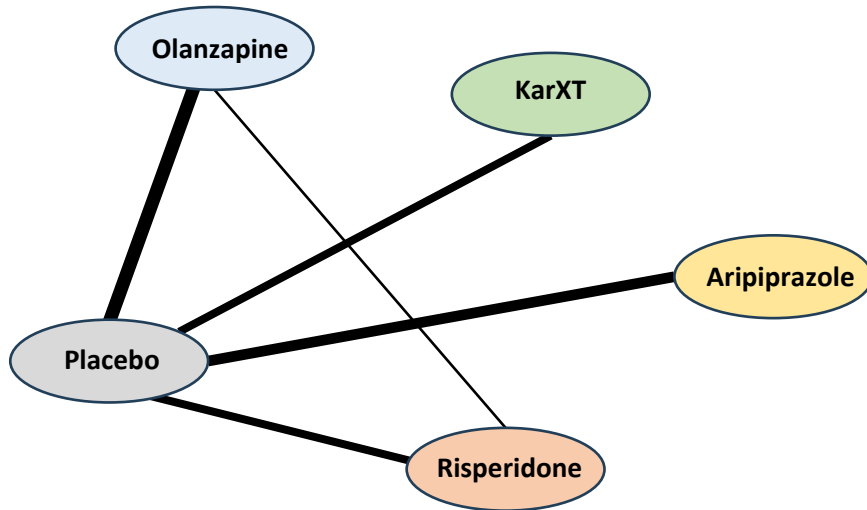 Olanzapine
KarXT
Aripiprazole
Placebo
Risperidone